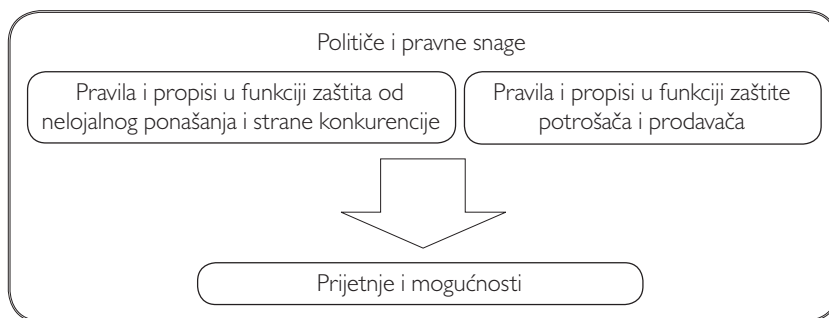 Političe i pravne snage
Pravila i propisi u funkciji zaštita od
nelojalnog ponašanja i strane konkurencije
Pravila i propisi u funkciji zaštite
potrošača i prodavača
Prijetnje i mogućnosti